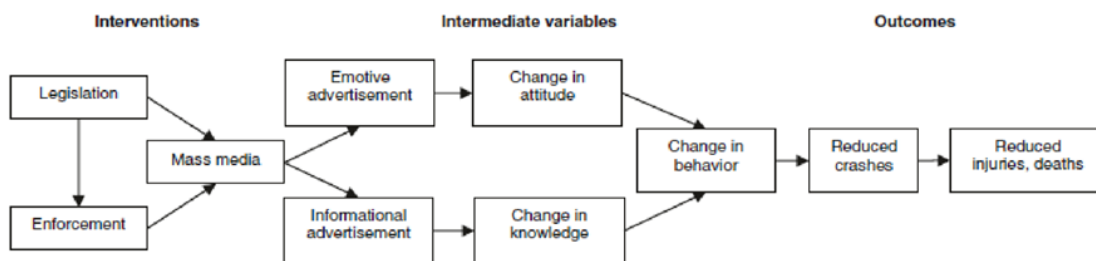 Interventions
Intermediate variables
Outcomes
Legislation
Enforcement
Mass media
Emotive
advertisement
Informational
advertisement
Change in
attitude
Change in
knowledge
Change in
behavior
Reduced
crashes
Reduced
injuries, deaths